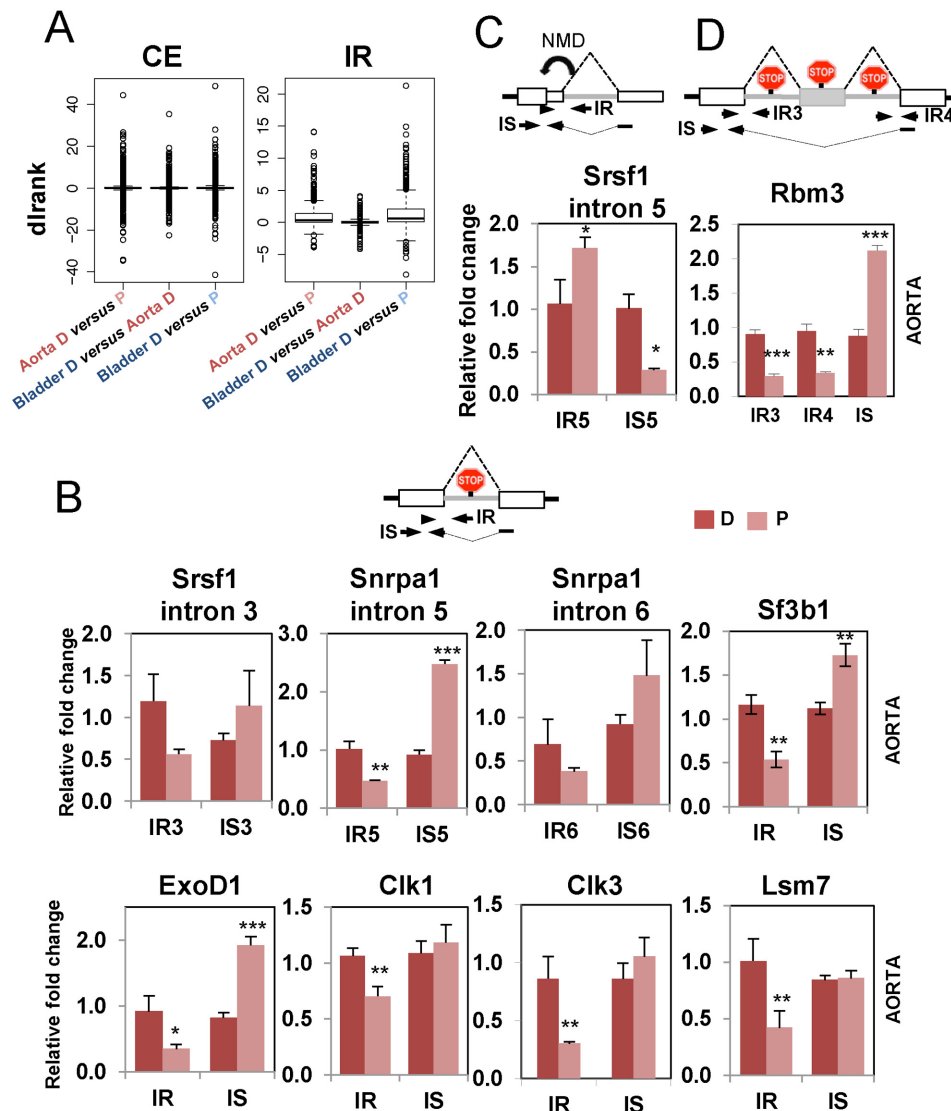 A
CE
IR
dIrank
40
20
0
-20
-40
20
15
10
5
0
-5
Aorta D versus P
Bladder D versus Aorta D
Bladder D versus P
Aorta D versus P
Bladder D versus Aorta D
Bladder D versus P
C
NMD
IR
IS
Srsf1
intron 5
Relative fold change
2.0
1.5
1.0
0.5
0.0
*
*
IR5 IS5
D
STOP STOP STOP
IR3 IR4
IS
Rbm3
2.5
2.0
1.5
1.0
0.5
0.0
*** ** ***
IR3 IR4 IS
AORTA
B
STOP
IR
IS
D P
Srsf1
intron 3
Relative fold change
2.0
1.5
1.0
0.5
0.0
IR3 IS3
Snrpa1
intron 5
3.0
2.0
1.0
0.0
** ***
IR5 IS5
Snrpa1
intron 6
2.0
1.5
1.0
0.5
0.0
IR6 IS6
Sf3b1
2.0
1.5
1.0
0.5
0.0
** **
IR IS
AORTA
ExoD1
Relative fold change
2.0
1.0
0.0
* ***
IR IS
Clk1
1.5
1.0
0.5
0.0
**
IR IS
Clk3
1.5
1.0
0.5
0.0
**
IR IS
Lsm7
1.5
1.0
0.5
0.0
**
IR IS
AORTA